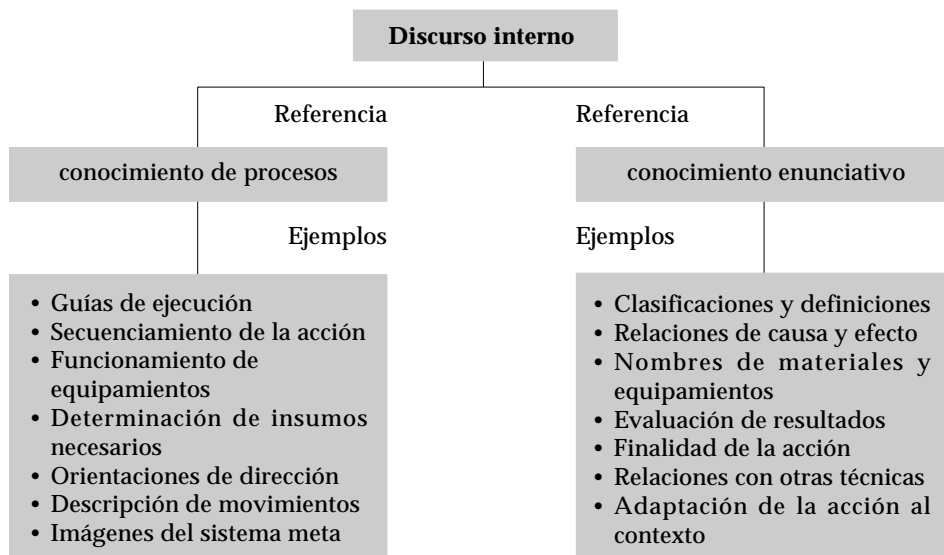 Discurso interno
Referencia
Referencia
conocimiento de procesos
conocimiento enunciativo
Ejemplos
Ejemplos
• Guías de ejecución
• Secuenciamiento de la acción
• Funcionamiento de
equipamientos
• Determinación de insumos
necesarios
• Orientaciones de dirección
• Descripción de movimientos
• Imágenes del sistema meta
• Clasificaciones y definiciones
• Relaciones de causa y efecto
• Nombres de materiales y
equipamientos
• Evaluación de resultados
• Finalidad de la acción
• Relaciones con otras técnicas
• Adaptación de la acción al
contexto